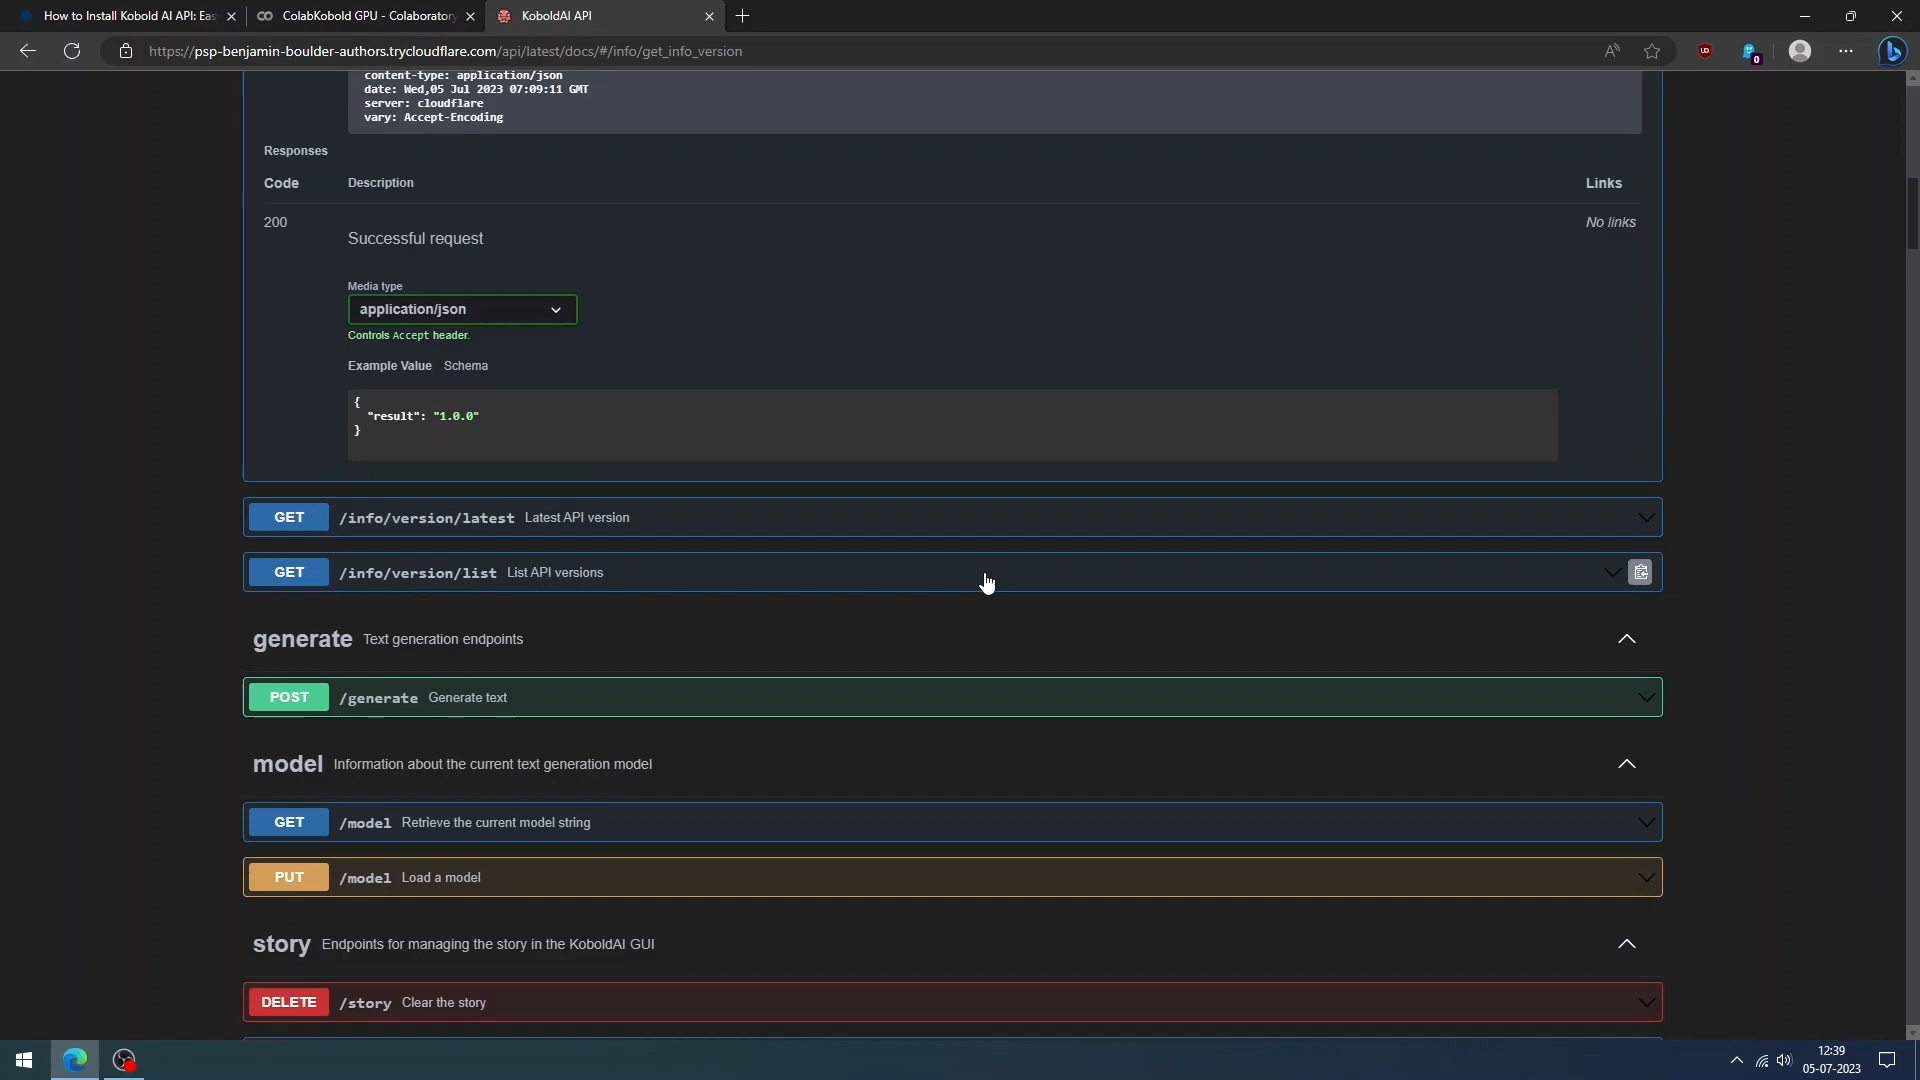 How to Install Kobold AI API: Eas
ColabKobold GPU - Colaboratory
KoboldAI API
https://psp-benjamin-boulder-authors.trycloudflare.com/api/latest/docs/#/info/get_info_version
content-type: application/json
date: Wed,05 Jul 2023 07:09:11 GMT
server: cloudflare
vary: Accept-Encoding
Responses
Code Description Links
200 Successful request No links
Media type
application/json
Controls Accept header.
Example Value Schema
{
"result": "1.0.0"
}
GET /info/version/latest Latest API version
GET /info/version/list List API versions
generate Text generation endpoints
POST /generate Generate text
model Information about the current text generation model
GET /model Retrieve the current model string
PUT /model Load a model
story Endpoints for managing the story in the KoboldAI GUI
DELETE /story Clear the story
12:39
05-07-2023